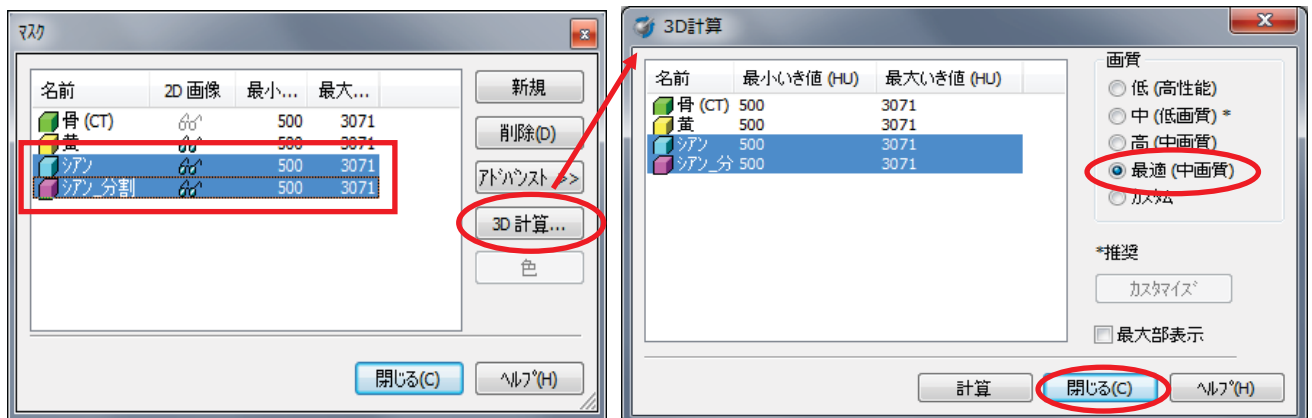 マスク
名前 2D 画像 最小... 最大...
骨 (CT) 500 3071
黄 500 3071
シアン 500 3071
シアン_分割 500 3071
新規
削除(D)
アドバンスト >>
3D 計算...
色
閉じる(C) ヘルプ(H)
3D計算
名前 最小いき値 (HU) 最大いき値 (HU)
骨 (CT) 500 3071
黄 500 3071
シアン 500 3071
シアン_分 500 3071
画質
低 (高性能)
中 (低画質) *
高 (中画質)
最適 (中画質)
カスタム
*推奨
カスタマイズ
最大部表示
計算 閉じる(C) ヘルプ(H)